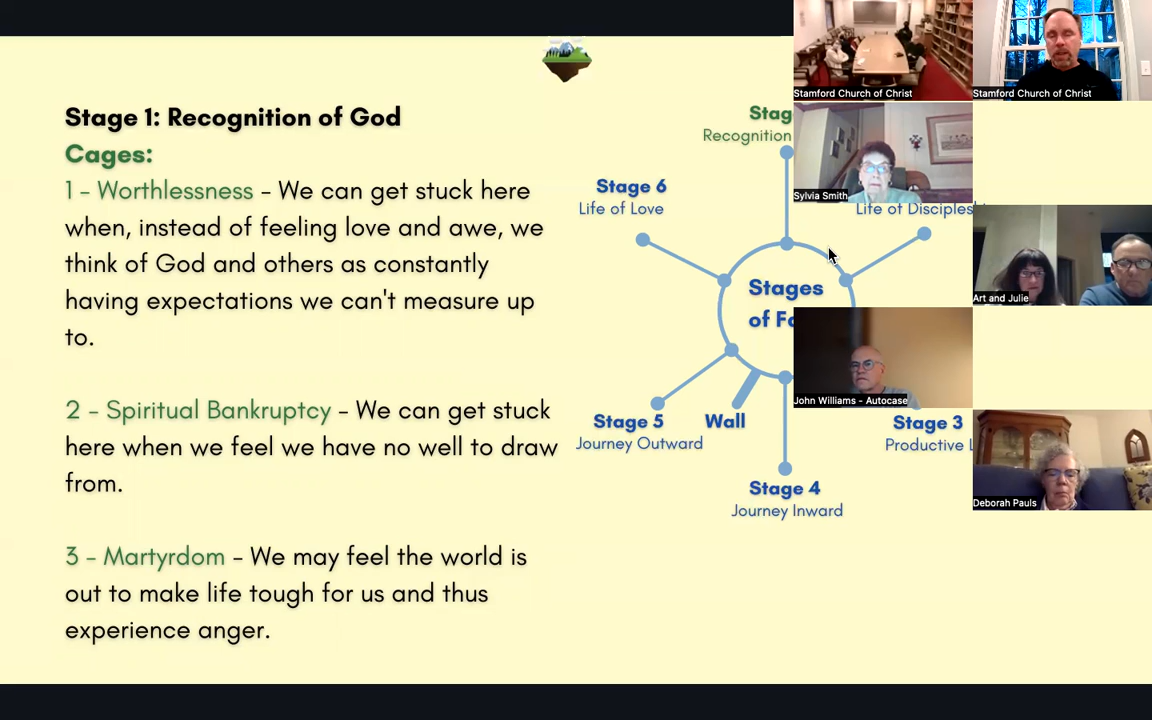 Stage 1: Recognition of God
Cages:
1 - Worthlessness - We can get stuck here
when, instead of feeling love and awe, we
think of God and others as constantly
having expectations we can't measure up
to.
2 - Spiritual Bankruptcy - We can get stuck
here when we feel we have no well to draw
from.
3 - Martyrdom - We may feel the world is
out to make life tough for us and thus
experience anger.
Stag
Recognition
Stage 6
Life of Love
Life of Disciples
Stages
of Fa
Stage 5
Journey Outward
Wall
Stage 3
Productive L
Stage 4
Journey Inward
Stamford Church of Christ
Stamford Church of Christ
Sylvia Smith
Art and Julie
John Williams - Autocase
Deborah Pauls